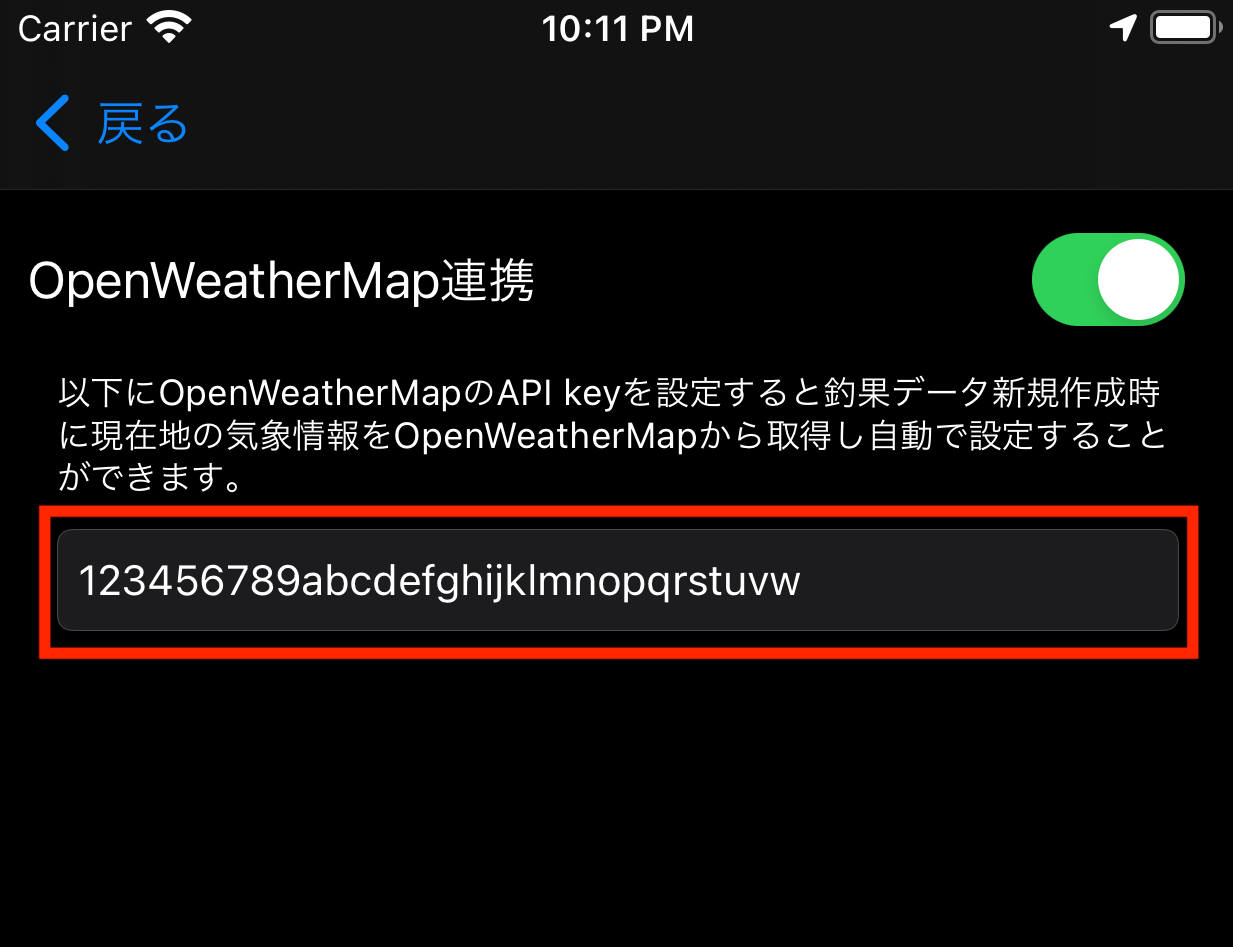 Carrier 10:11 PM
戻る
OpenWeatherMap連携
以下にOpenWeatherMapのAPI keyを設定すると釣果データ新規作成時
に現在地の気象情報をOpenWeatherMapから取得し自動で設定すること
ができます。
123456789abcdefghijklmnopqrstuvw